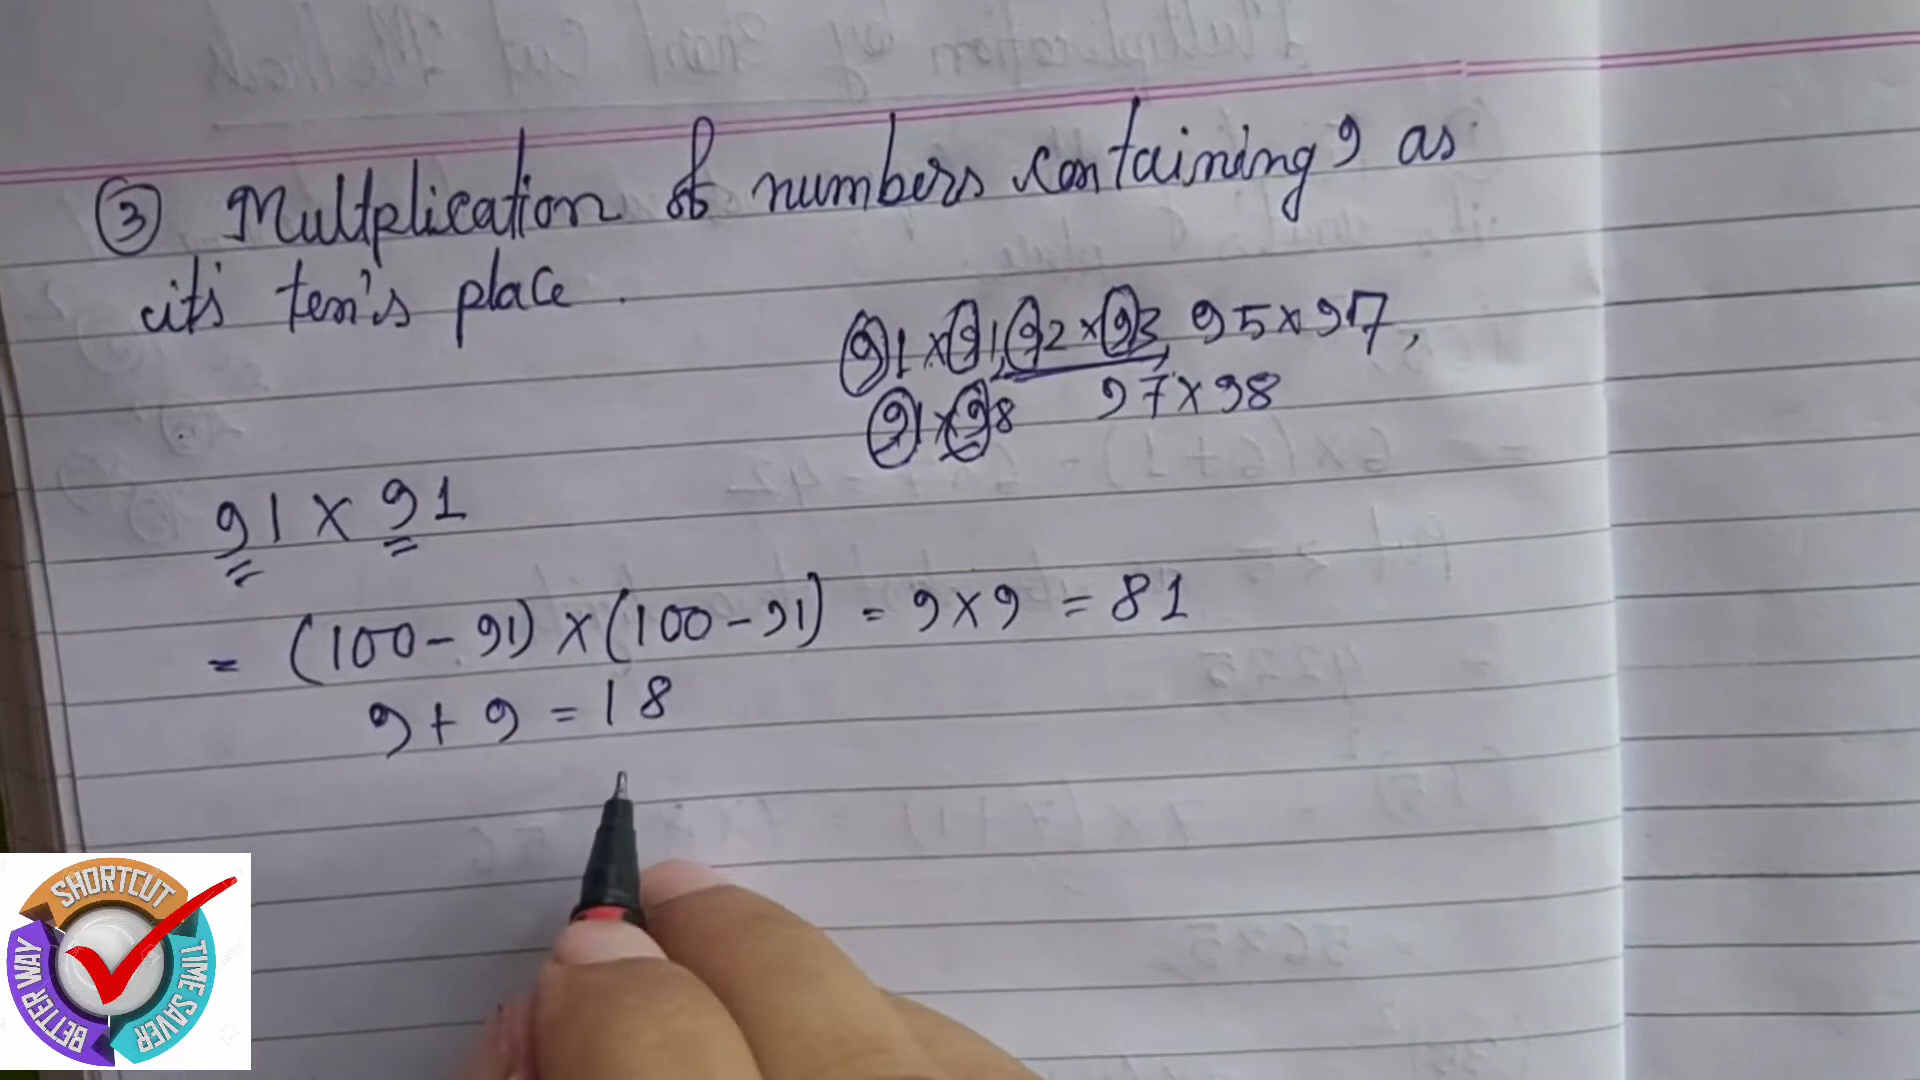 ③ Multplication of numbers containing 9 as
it's ten's place.
91 x 91, 92 x 93, 95 x 97,
91 x 98 97 x 98
91 x 91
= (100 - 91) x (100 - 91) = 9 x 9 = 81
9 + 9 = 18
SHORTCUT
BETTER WAY
TIME SAVER